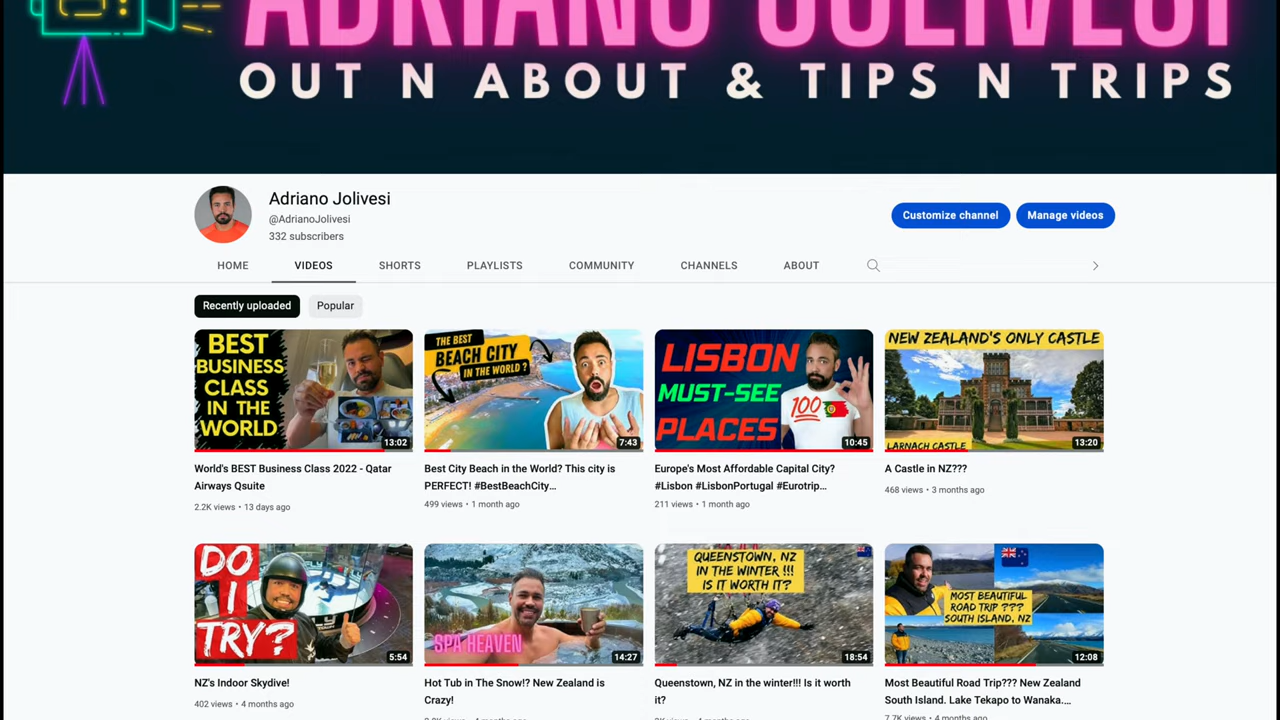 ADRIANO JOLIVESI
OUT N ABOUT & TIPS N TRIPS
Adriano Jolivesi
@AdrianoJolivesi
332 subscribers
Customize channel
Manage videos
HOME
VIDEOS
SHORTS
PLAYLISTS
COMMUNITY
CHANNELS
ABOUT
Recently uploaded
Popular
BEST
BUSINESS
CLASS
IN THE
WORLD
13:02
World's BEST Business Class 2022 - Qatar
Airways Qsuite
2.2K views • 13 days ago
THE BEST
BEACH CITY
IN THE WORLD ?
7:43
Best City Beach in the World? This city is
PERFECT! #BestBeachCity...
499 views • 1 month ago
LISBON
MUST-SEE
PLACES
100
10:45
Europe's Most Affordable Capital City?
#Lisbon #LisbonPortugal #Eurotrip...
211 views • 1 month ago
NEW ZEALAND'S ONLY CASTLE
LARNACH CASTLE
13:20
A Castle in NZ???
468 views • 3 months ago
DO
I
TRY?
5:54
NZ's Indoor Skydive!
402 views • 4 months ago
SPA HEAVEN
14:27
Hot Tub in The Snow!? New Zealand is
Crazy!
QUEENSTOWN, NZ
IN THE WINTER !!!
IS IT WORTH IT?
18:54
Queenstown, NZ in the winter!!! Is it worth
it?
MOST BEAUTIFUL
ROAD TRIP ???
SOUTH ISLAND, NZ
12:08
Most Beautiful Road Trip??? New Zealand
South Island. Lake Tekapo to Wanaka....
7.7K views • 4 months ago